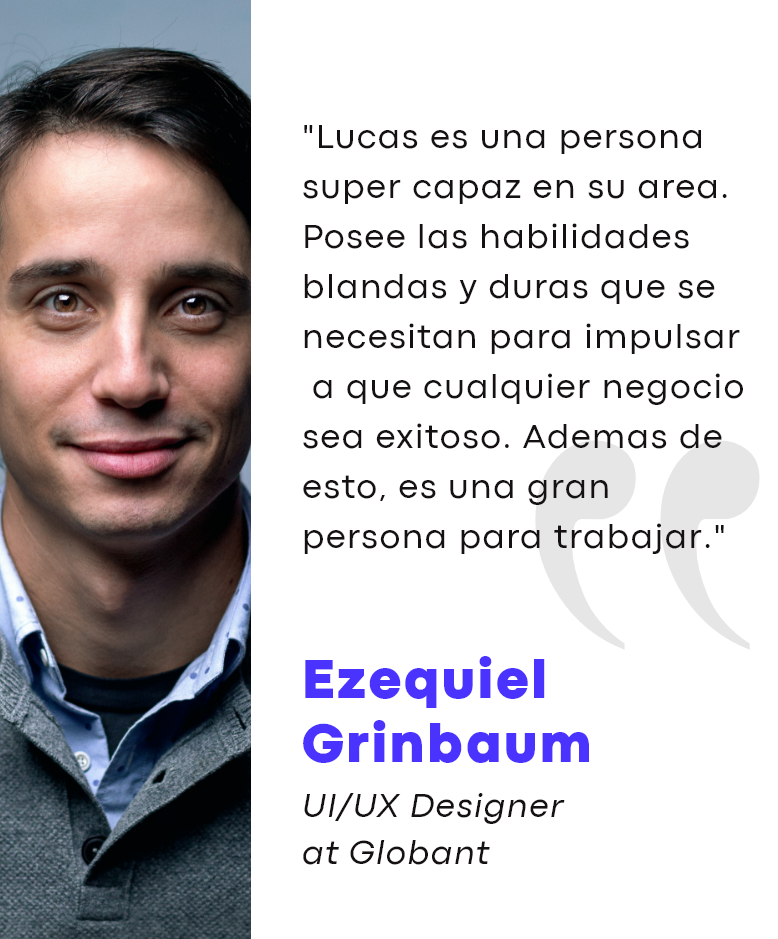 "Lucas es una persona
super capaz en su area.
Posee las habilidades
blandas y duras que se
necesitan para impulsar
a que cualquier negocio
sea exitoso. Ademas de
esto, es una gran
persona para trabajar."
Ezequiel
Grinbaum
UI/UX Designer
at Globant